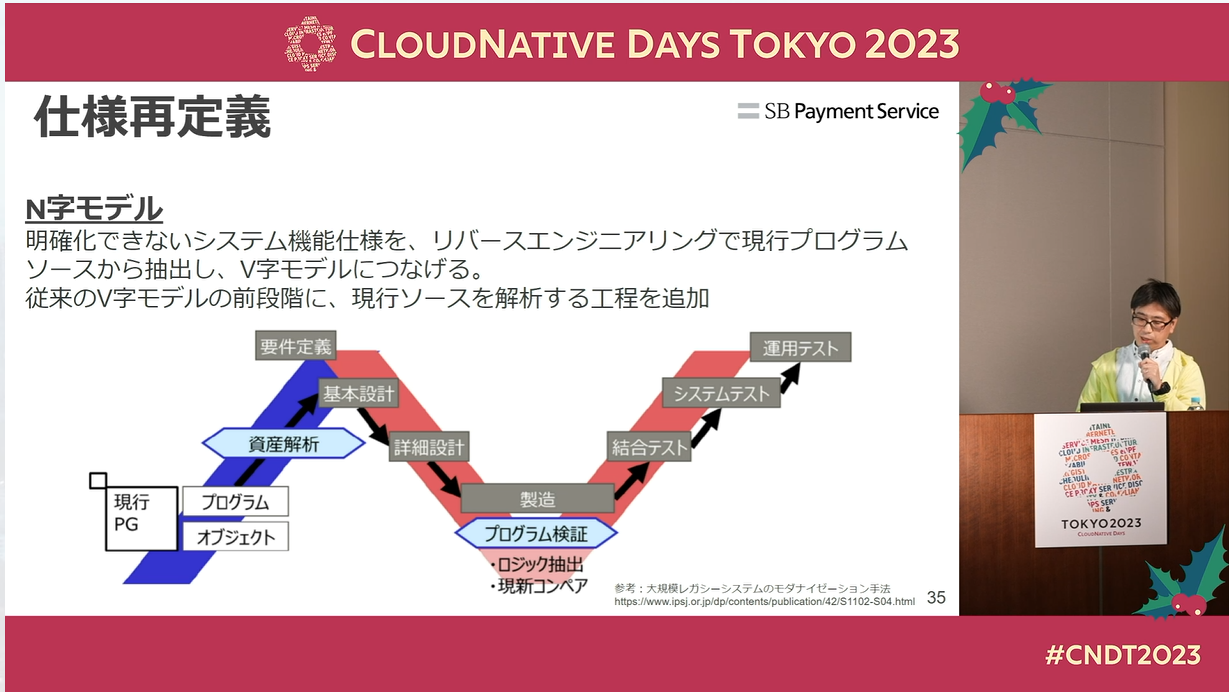 CLOUDNATIVE DAYS TOKYO 2023
仕様再定義
SB Payment Service
N字モデル
明確化できないシステム機能仕様を、リバースエンジニアリングで現行プログラム
ソースから抽出し、V字モデルにつなげる。
従来のV字モデルの前段階に、現行ソースを解析する工程を追加
要件定義
運用テスト
基本設計
システムテスト
資産解析
詳細設計
結合テスト
現行
PG
プログラム
オブジェクト
製造
プログラム検証
・ロジック抽出
・現新コンペア
参考：大規模レガシーシステムのモダナイゼーション手法
https://www.ipsj.or.jp/dp/contents/publication/42/S1102-S04.html
35
TOKYO2023
CLOUDNATIVE DAYS
#CNDT2023